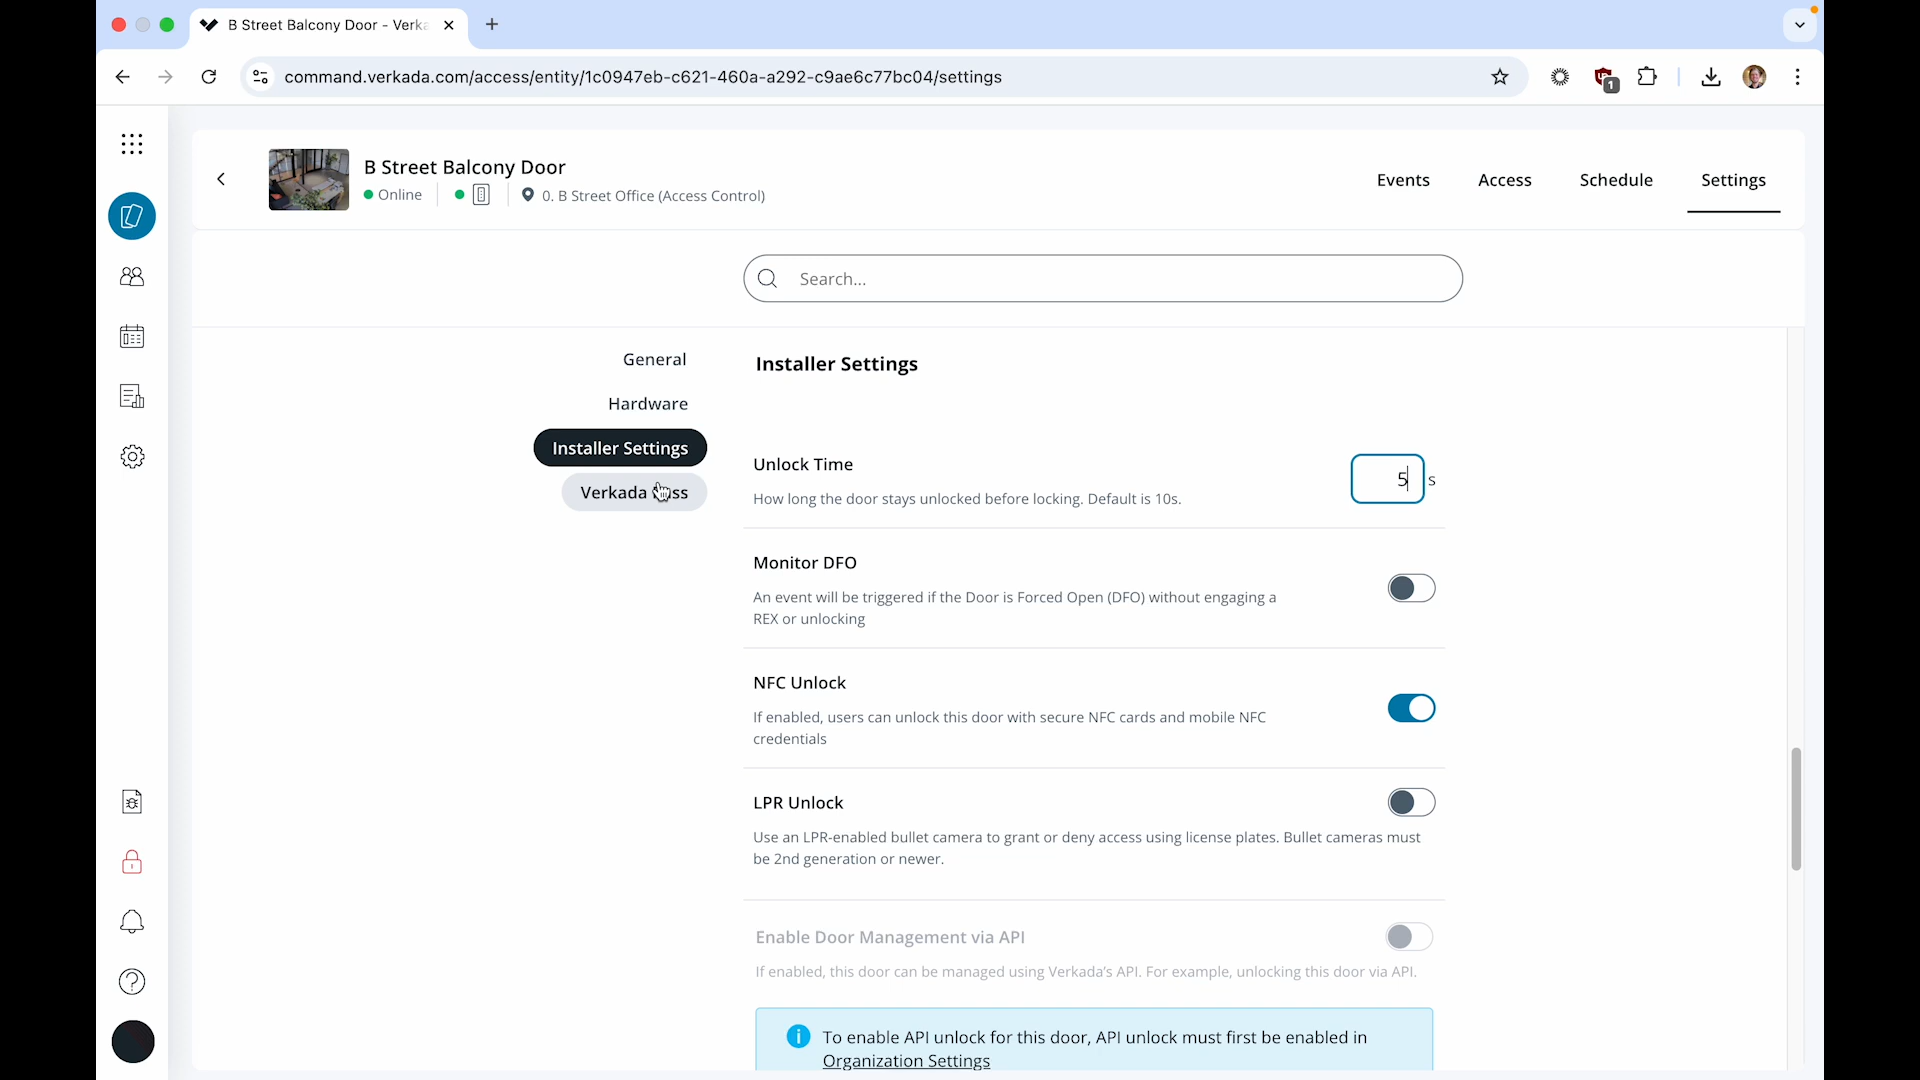 B Street Balcony Door - Verka
command.verkada.com/access/entity/1c0947eb-c621-460a-a292-c9ae6c77bc04/settings
1
B Street Balcony Door
Online
0. B Street Office (Access Control)
Events
Access
Schedule
Settings
Search...
General
Hardware
Installer Settings
Verkada
Installer Settings
Unlock Time
How long the door stays unlocked before locking. Default is 10s.
5 s
Monitor DFO
An event will be triggered if the Door is Forced Open (DFO) without engaging a
REX or unlocking
NFC Unlock
If enabled, users can unlock this door with secure NFC cards and mobile NFC
credentials
LPR Unlock
Use an LPR-enabled bullet camera to grant or deny access using license plates. Bullet cameras must
be 2nd generation or newer.
Enable Door Management via API
If enabled, this door can be managed using Verkada's API. For example, unlocking this door via API.
To enable API unlock for this door, API unlock must first be enabled in
Organization Settings